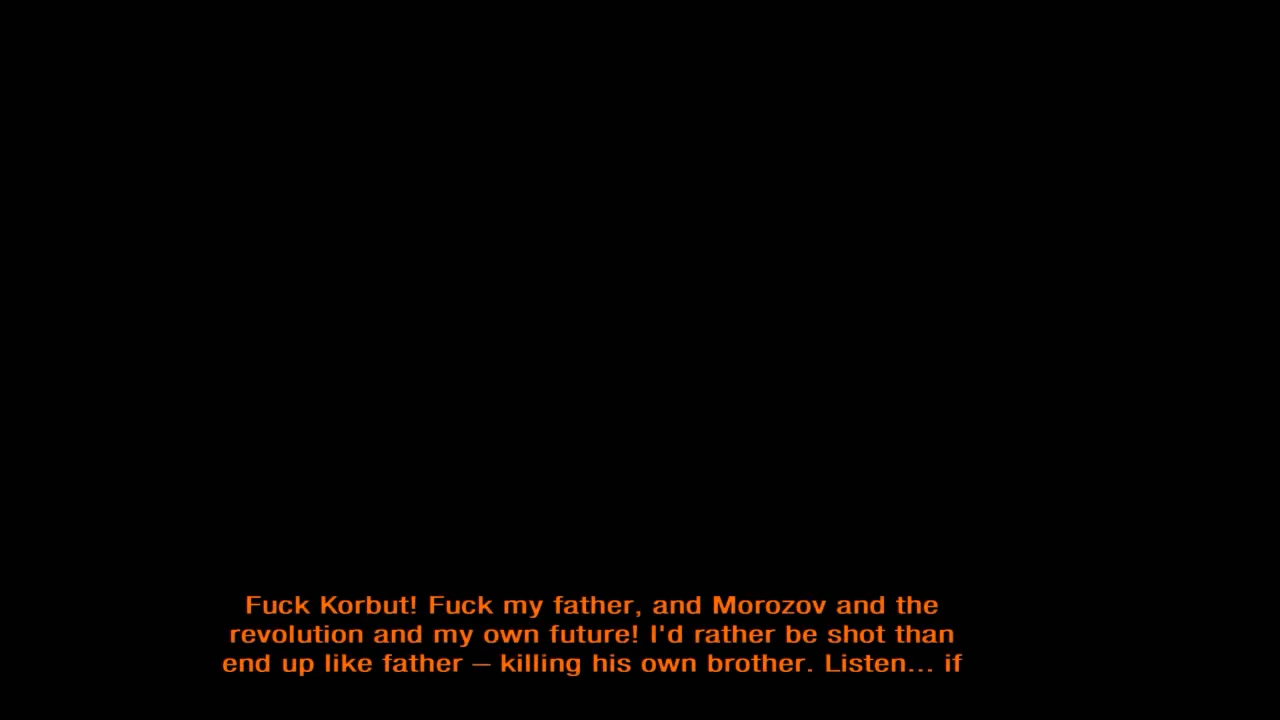 Fuck Korbut! Fuck my father, and Morozov and the
revolution and my own future! I'd rather be shot than
end up like father – killing his own brother. Listen... if